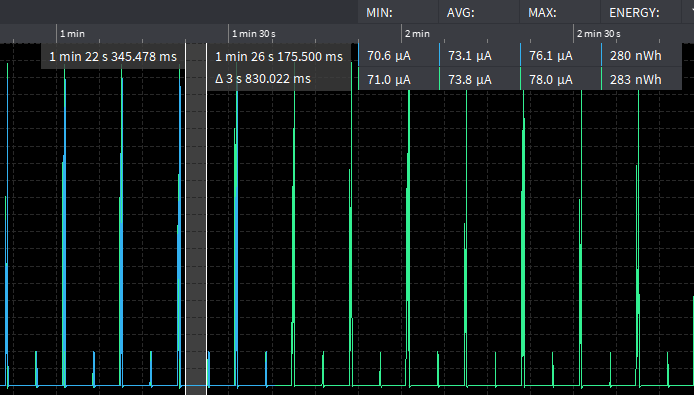 MIN: AVG: MAX: ENERGY:
1 min 1 min 30 s 2 min 2 min 30 s
1 min 22 s 345.478 ms 1 min 26 s 175.500 ms 70.6 µA 73.1 µA 76.1 µA 280 nWh
Δ 3 s 830.022 ms 71.0 µA 73.8 µA 78.0 µA 283 nWh